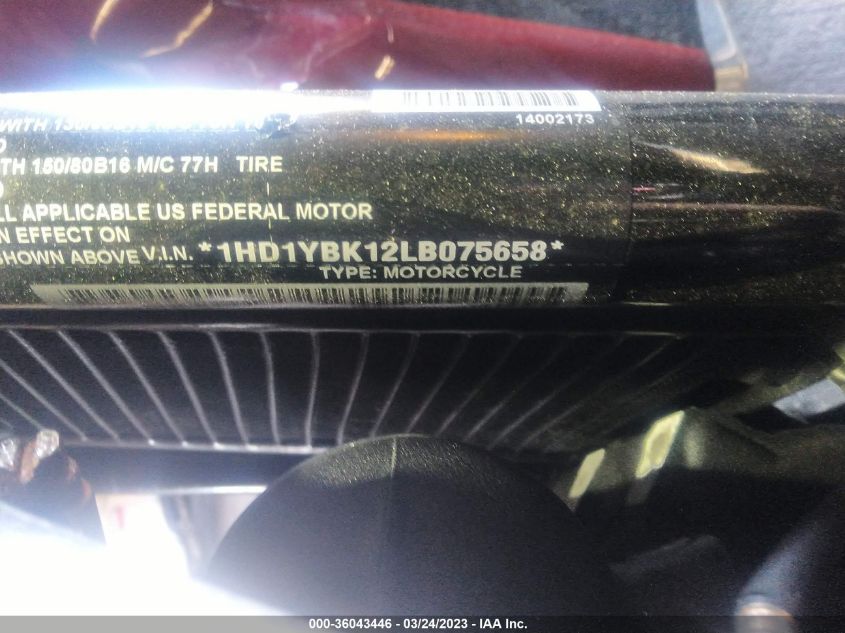 WITH
14002173
TH 150/80B16 M/C 77H TIRE
LL APPLICABLE US FEDERAL MOTOR
N EFFECT ON
SHOWN ABOVE V.I.N. *1HD1YBK12LB075658*
TYPE: MOTORCYCLE
000-36043446 - 03/24/2023 - IAA Inc.